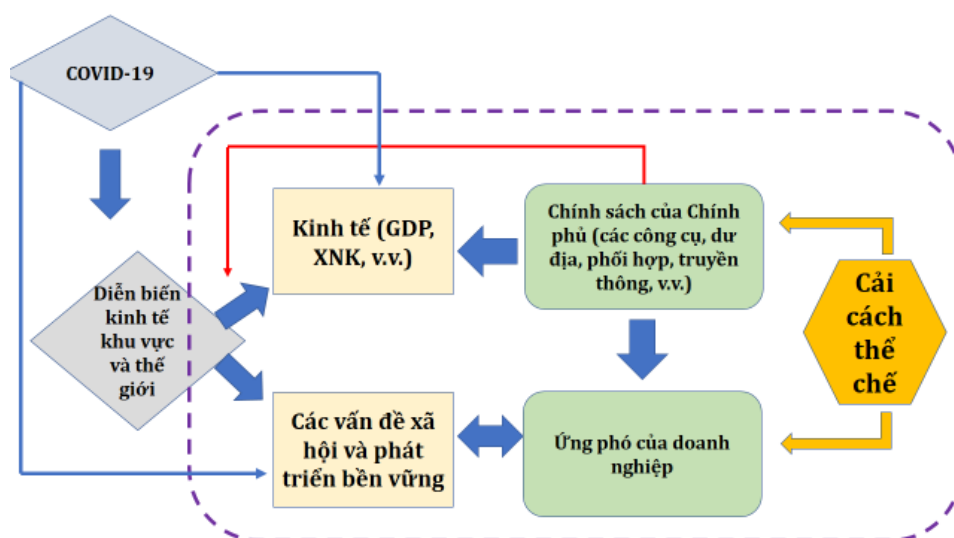 COVID-19
Kinh tế (GDP,
XNK, v.v.)
Chính sách của Chính
phủ (các công cụ, dư
địa, phối hợp, truyền
thông, v.v.)
Diễn biến
kinh tế
khu vực
và thế
giới
Cải
cách
thể
chế
Các vấn đề xã
hội và phát
triển bền vững
Ứng phó của doanh
nghiệp